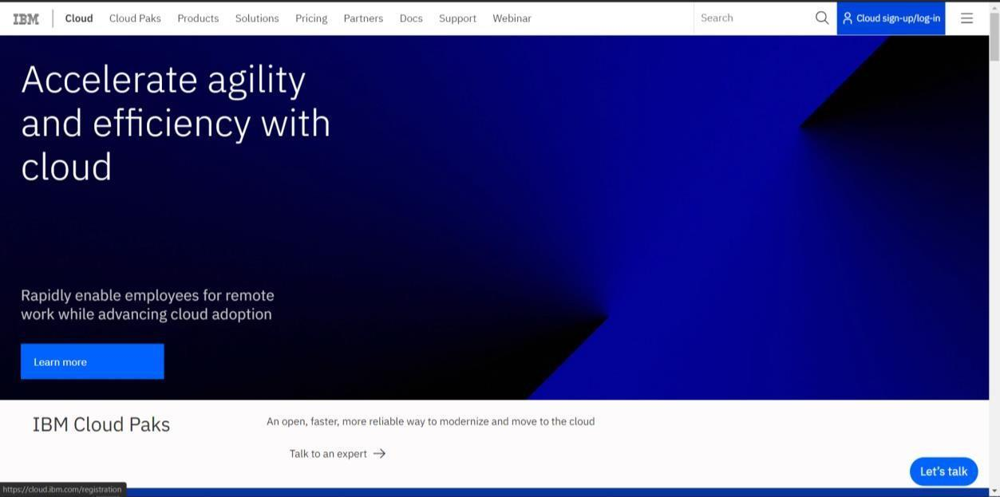 IBM Cloud Cloud Paks Products Solutions Pricing Partners Docs Support Webinar Search Cloud sign-up/log-in
Accelerate agility
and efficiency with
cloud
Rapidly enable employees for remote
work while advancing cloud adoption
Learn more
IBM Cloud Paks
An open, faster, more reliable way to modernize and move to the cloud
Talk to an expert
Let's talk
https://cloud.ibm.com/registration